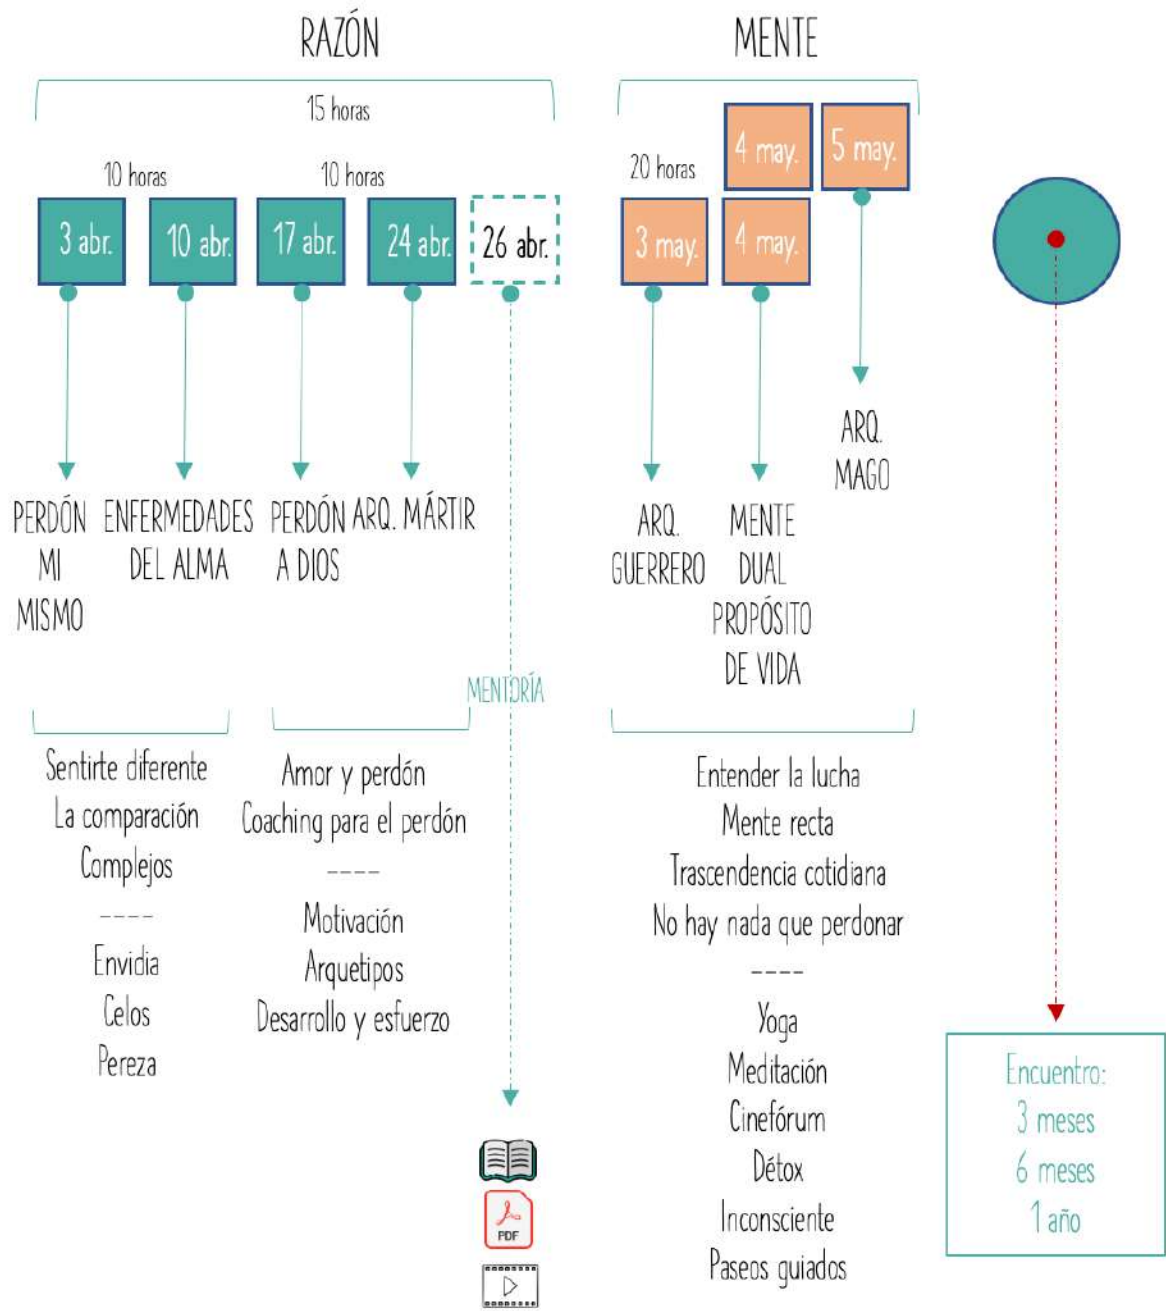 RAZÓN
15 horas
10 horas
10 horas
3 abr.
10 abr.
17 abr.
24 abr.
26 abr.
PERDÓN
MI
MISMO
ENFERMEDADES
DEL ALMA
PERDÓN
A DIOS
ARQ. MÁRTIR
MENTORÍA
Sentirte diferente
La comparación
Complejos
----
Envidia
Celos
Pereza
Amor y perdón
Coaching para el perdón
----
Motivación
Arquetipos
Desarrollo y esfuerzo
PDF
MENTE
20 horas
4 may.
5 may.
3 may.
4 may.
ARQ.
GUERRERO
MENTE
DUAL
PROPÓSITO
DE VIDA
ARQ.
MAGO
Entender la lucha
Mente recta
Trascendencia cotidiana
No hay nada que perdonar
----
Yoga
Meditación
Cinefórum
Détox
Inconsciente
Paseos guiados
Encuentro:
3 meses
6 meses
1 año